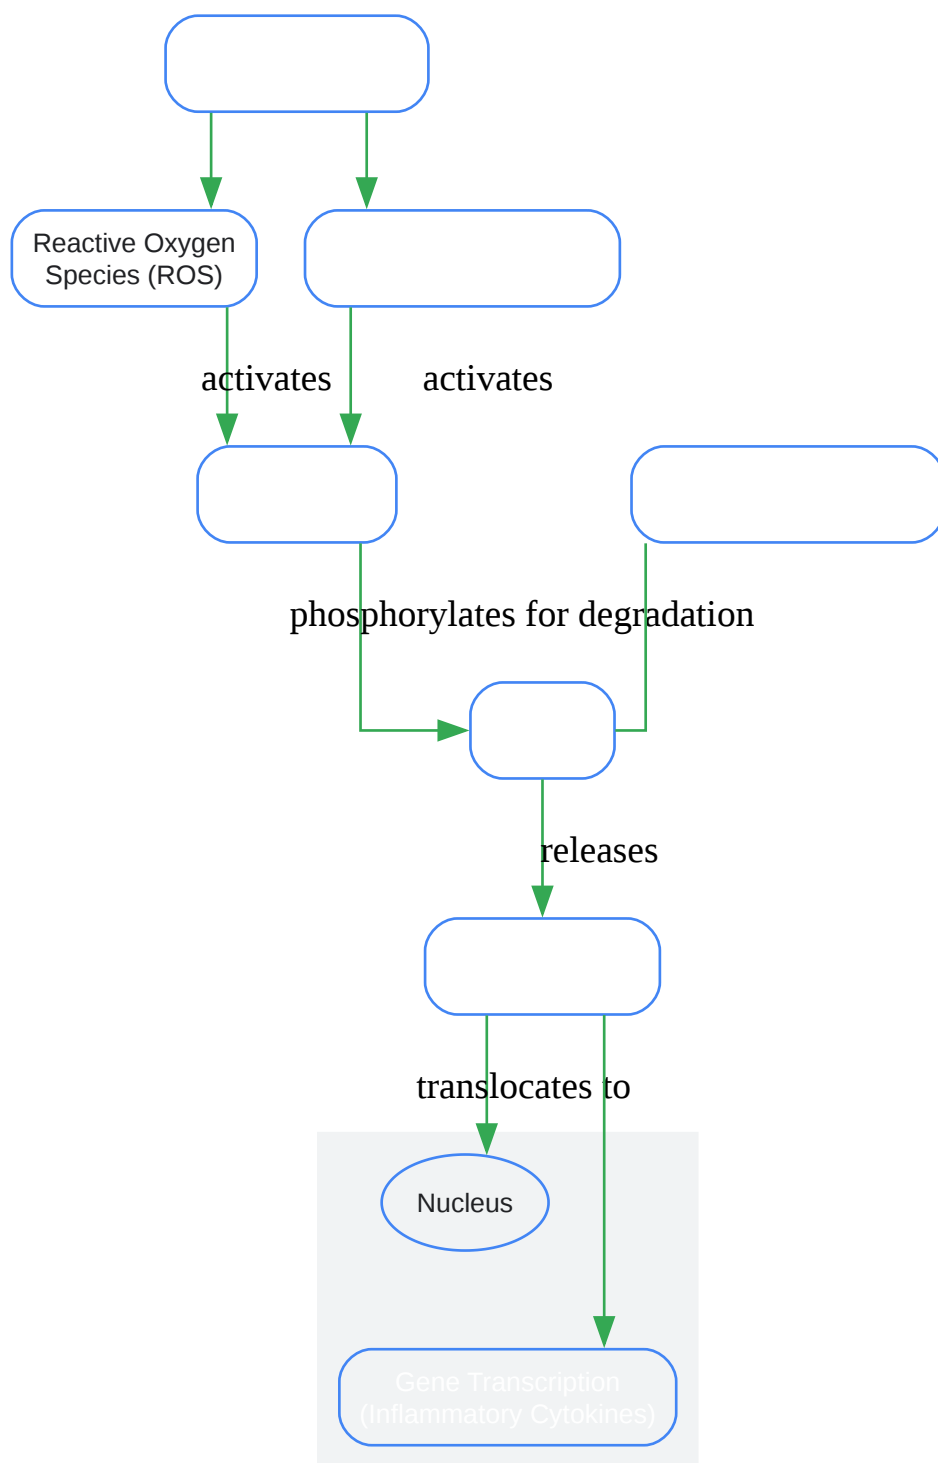 Reactive Oxygen
Species (ROS)
activates
activates
phosphorylates for degradation
releases
translocates to
Nucleus
Gene Transcription
(Inflammatory Cytokines)